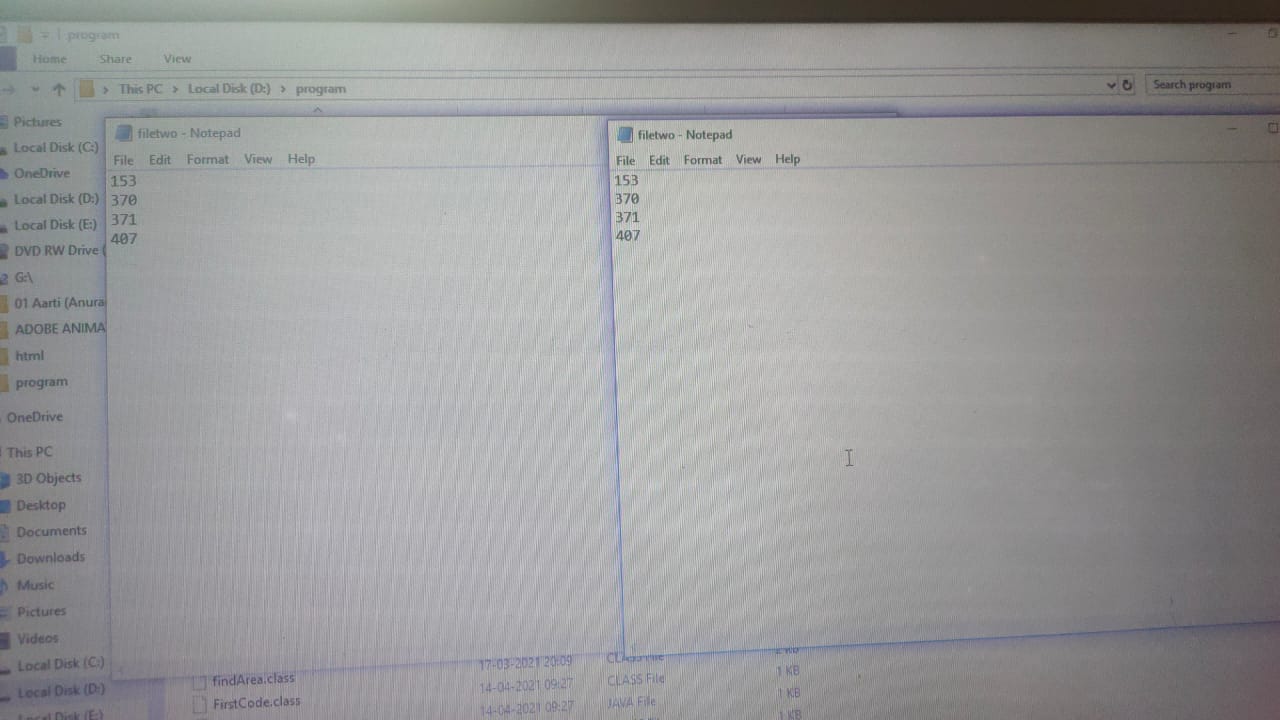 program
Home Share View
This PC > Local Disk (D:) > program
Search program
Pictures
Local Disk (C:)
OneDrive
Local Disk (D:)
Local Disk (E:)
DVD RW Drive (
G:\
01 Aarti (Anura
ADOBE ANIMA
html
program
OneDrive
This PC
3D Objects
Desktop
Documents
Downloads
Music
Pictures
Videos
Local Disk (C:)
Local Disk (D:)
Local Disk (E:)
filetwo - Notepad
File Edit Format View Help
153
370
371
407
filetwo - Notepad
File Edit Format View Help
153
370
371
407
17-03-2021 20:09 CLASS File 2 KB
findArea.class 14-04-2021 09:27 CLASS File 1 KB
FirstCode.class 14-04-2021 09:27 JAVA File 1 KB
1 KB